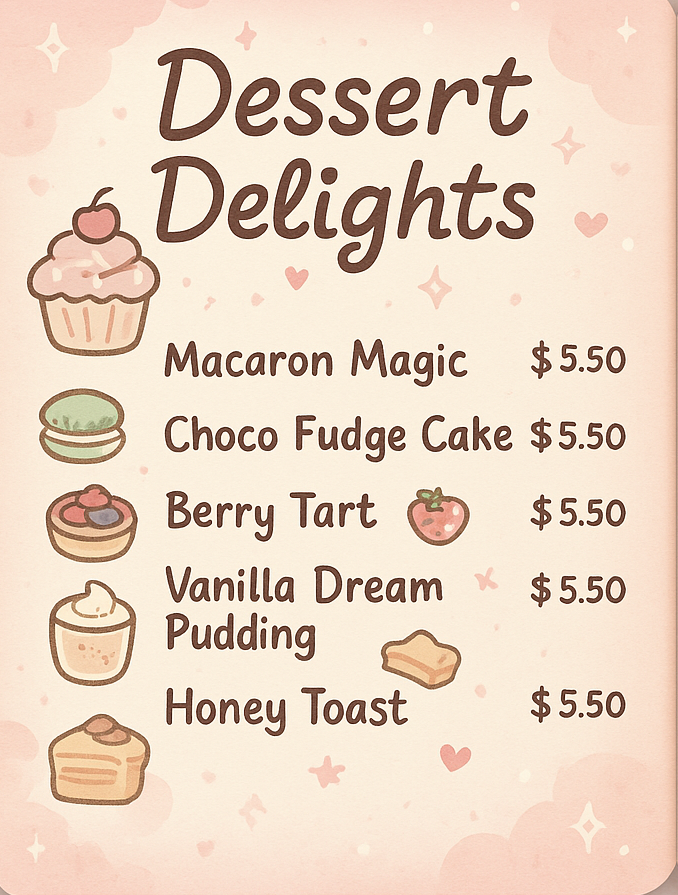 Dessert
Delights
Macaron Magic $5.50
Choco Fudge Cake $5.50
Berry Tart $5.50
Vanilla Dream $5.50
Pudding
Honey Toast $5.50